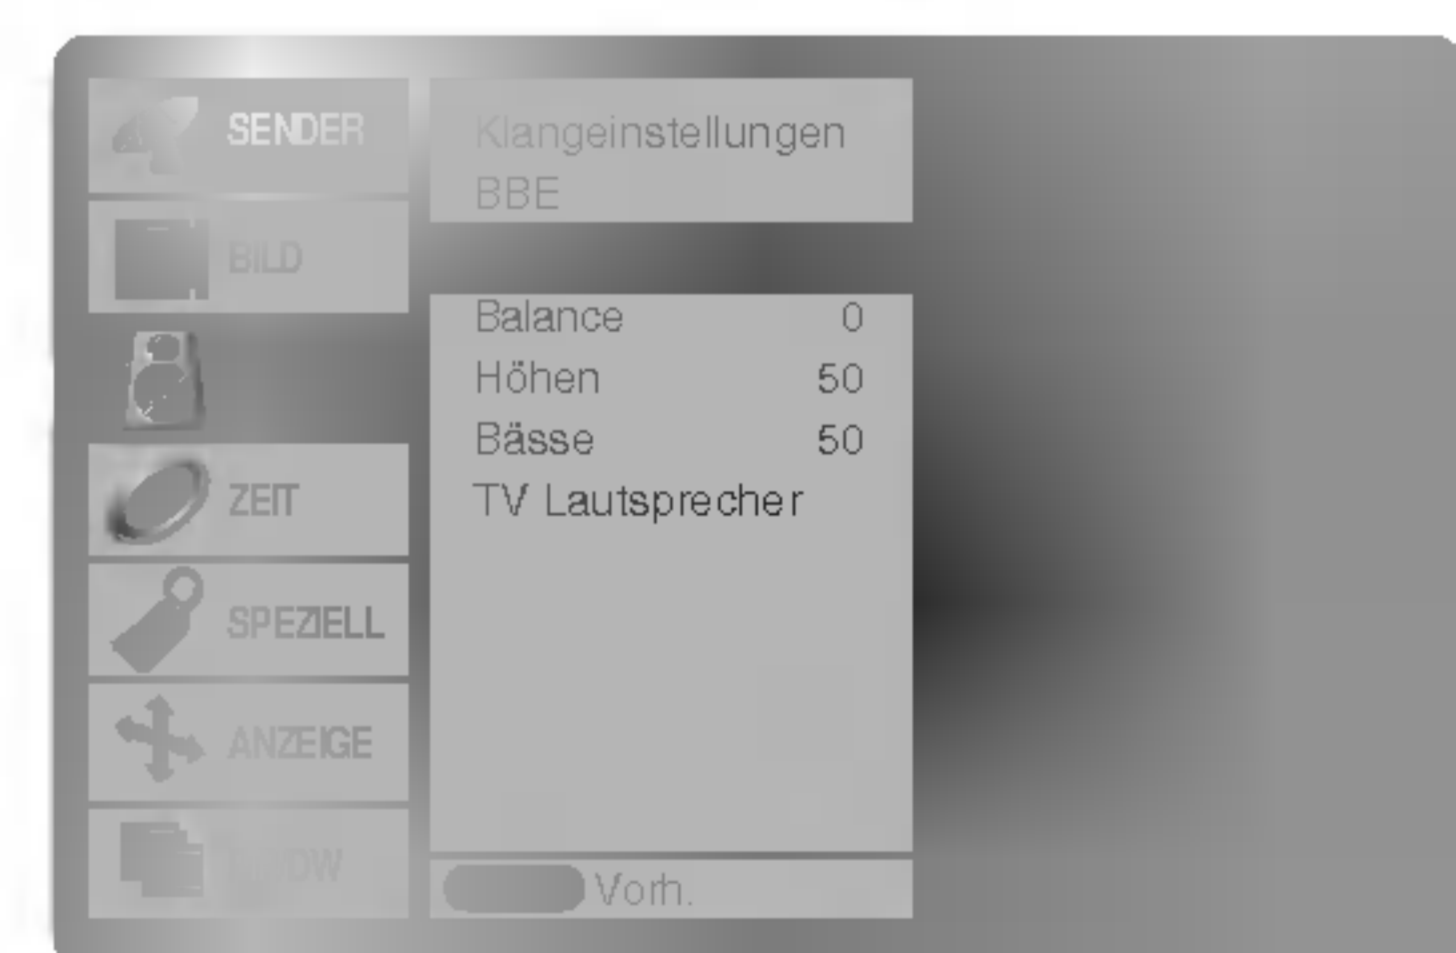 SENDER
BILD
ZEIT
SPEZIELL
ANZEIGE
Klangeinstellungen
BBE
Balance 0
Höhen 50
Bässe 50
TV Lautsprecher
Vorh.